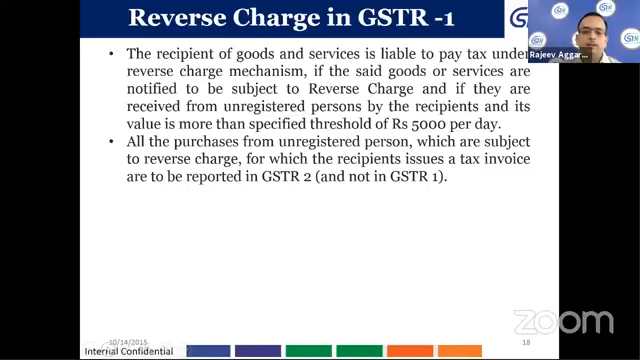 Reverse Charge in GSTR -1
Rajeev Aggar...
• The recipient of goods and services is liable to pay tax under
reverse charge mechanism, if the said goods or services are
notified to be subject to Reverse Charge and if they are
received from unregistered persons by the recipients and its
value is more than specified threshold of Rs 5000 per day.
• All the purchases from unregistered person, which are subject
to reverse charge, for which the recipients issues a tax invoice
are to be reported in GSTR 2 (and not in GSTR 1).
zoom
10/14/2015
18
Internal Confidential